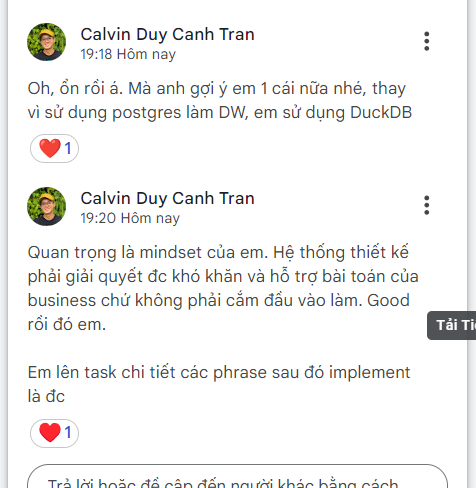 Calvin Duy Canh Tran
19:18 Hôm nay
Oh, ổn rồi á. Mà anh gợi ý em 1 cái nữa nhé, thay
vì sử dụng postgres làm DW, em sử dụng DuckDB
1
Calvin Duy Canh Tran
19:20 Hôm nay
Quan trọng là mindset của em. Hệ thống thiết kế
phải giải quyết đc khó khăn và hỗ trợ bài toán của
business chứ không phải cắm đầu vào làm. Good
rồi đó em.
Tải Ti
Em lên task chi tiết các phrase sau đó implement
là đc
1
Trả lời hoặc đề cập đến người khác bằng cách